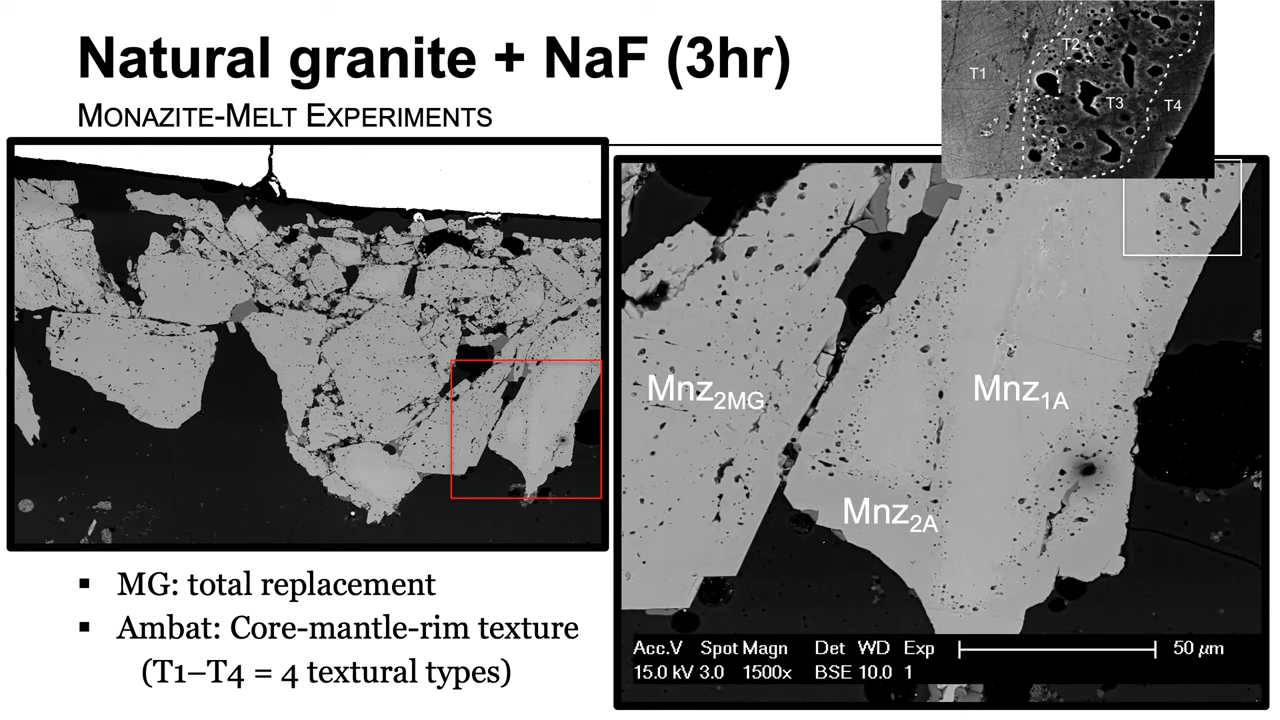 Natural granite + NaF (3hr)
MONAZITE-MELT EXPERIMENTS
T1
T2
T3
T4
Mnz2MG
Mnz1A
Mnz2A
Acc.V Spot Magn Det WD Exp
15.0 kV 3.0 1500x BSE 10.0 1
50 µm
▪ MG: total replacement
▪ Ambat: Core-mantle-rim texture
(T1–T4 = 4 textural types)